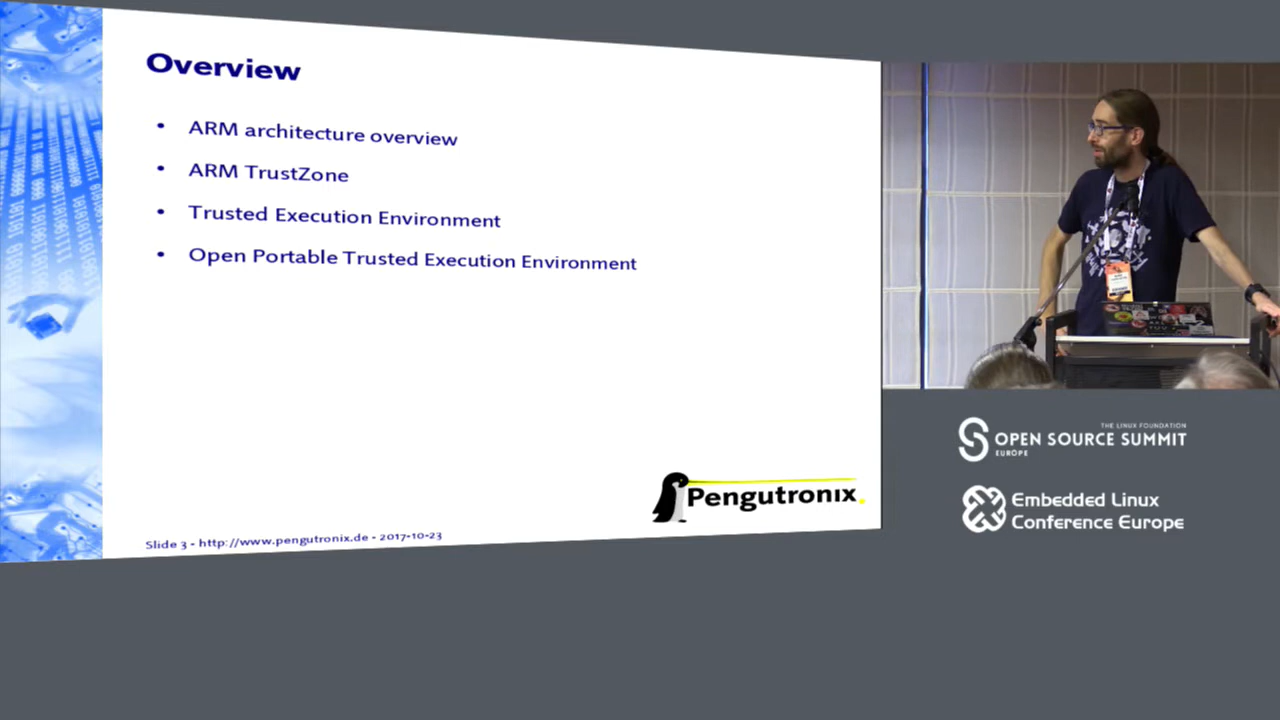 Overview
• ARM architecture overview
• ARM TrustZone
• Trusted Execution Environment
• Open Portable Trusted Execution Environment
Pengutronix.
Slide 3 - http://www.pengutronix.de - 2017-10-23
THE LINUX FOUNDATION
OPEN SOURCE SUMMIT
EUROPE
Embedded Linux
Conference Europe